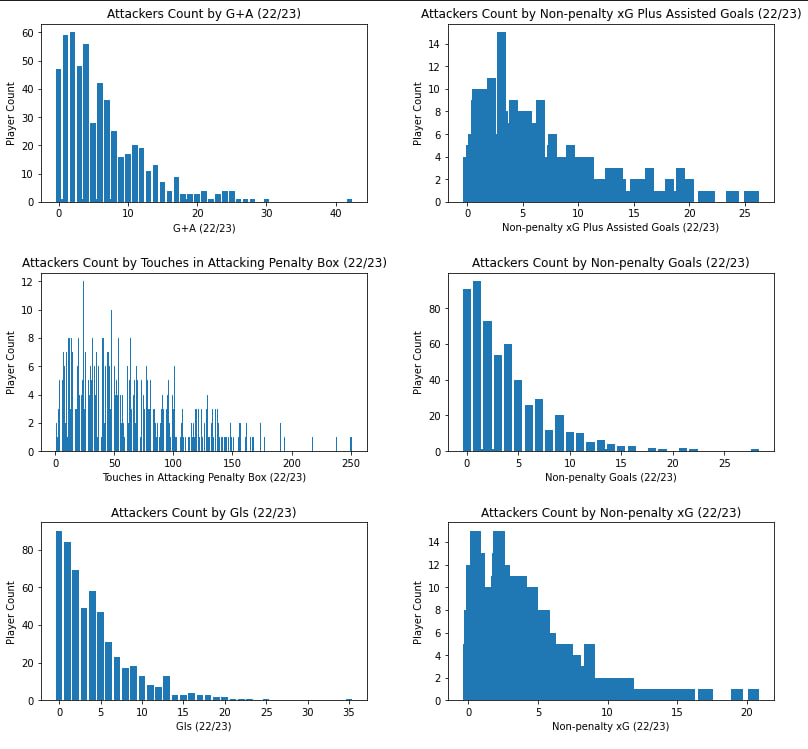 Attackers Count by G+A (22/23)
60
50
40
30
20
10
0
Player Count
0 10 20 30 40
G+A (22/23)
Attackers Count by Non-penalty xG Plus Assisted Goals (22/23)
14
12
10
8
6
4
2
0
Player Count
0 5 10 15 20 25
Non-penalty xG Plus Assisted Goals (22/23)
Attackers Count by Touches in Attacking Penalty Box (22/23)
12
10
8
6
4
2
0
Player Count
0 50 100 150 200 250
Touches in Attacking Penalty Box (22/23)
Attackers Count by Non-penalty Goals (22/23)
80
60
40
20
0
Player Count
0 5 10 15 20 25
Non-penalty Goals (22/23)
Attackers Count by Gls (22/23)
80
60
40
20
0
Player Count
0 5 10 15 20 25 30 35
Gls (22/23)
Attackers Count by Non-penalty xG (22/23)
14
12
10
8
6
4
2
0
Player Count
0 5 10 15 20
Non-penalty xG (22/23)